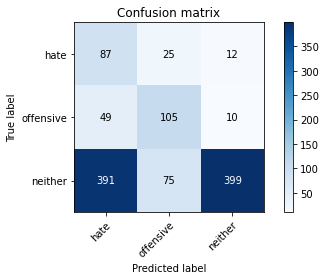 Confusion matrix
hate 87 25 12
offensive 49 105 10
neither 391 75 399
hate offensive neither
True label
Predicted label
350
300
250
200
150
100
50